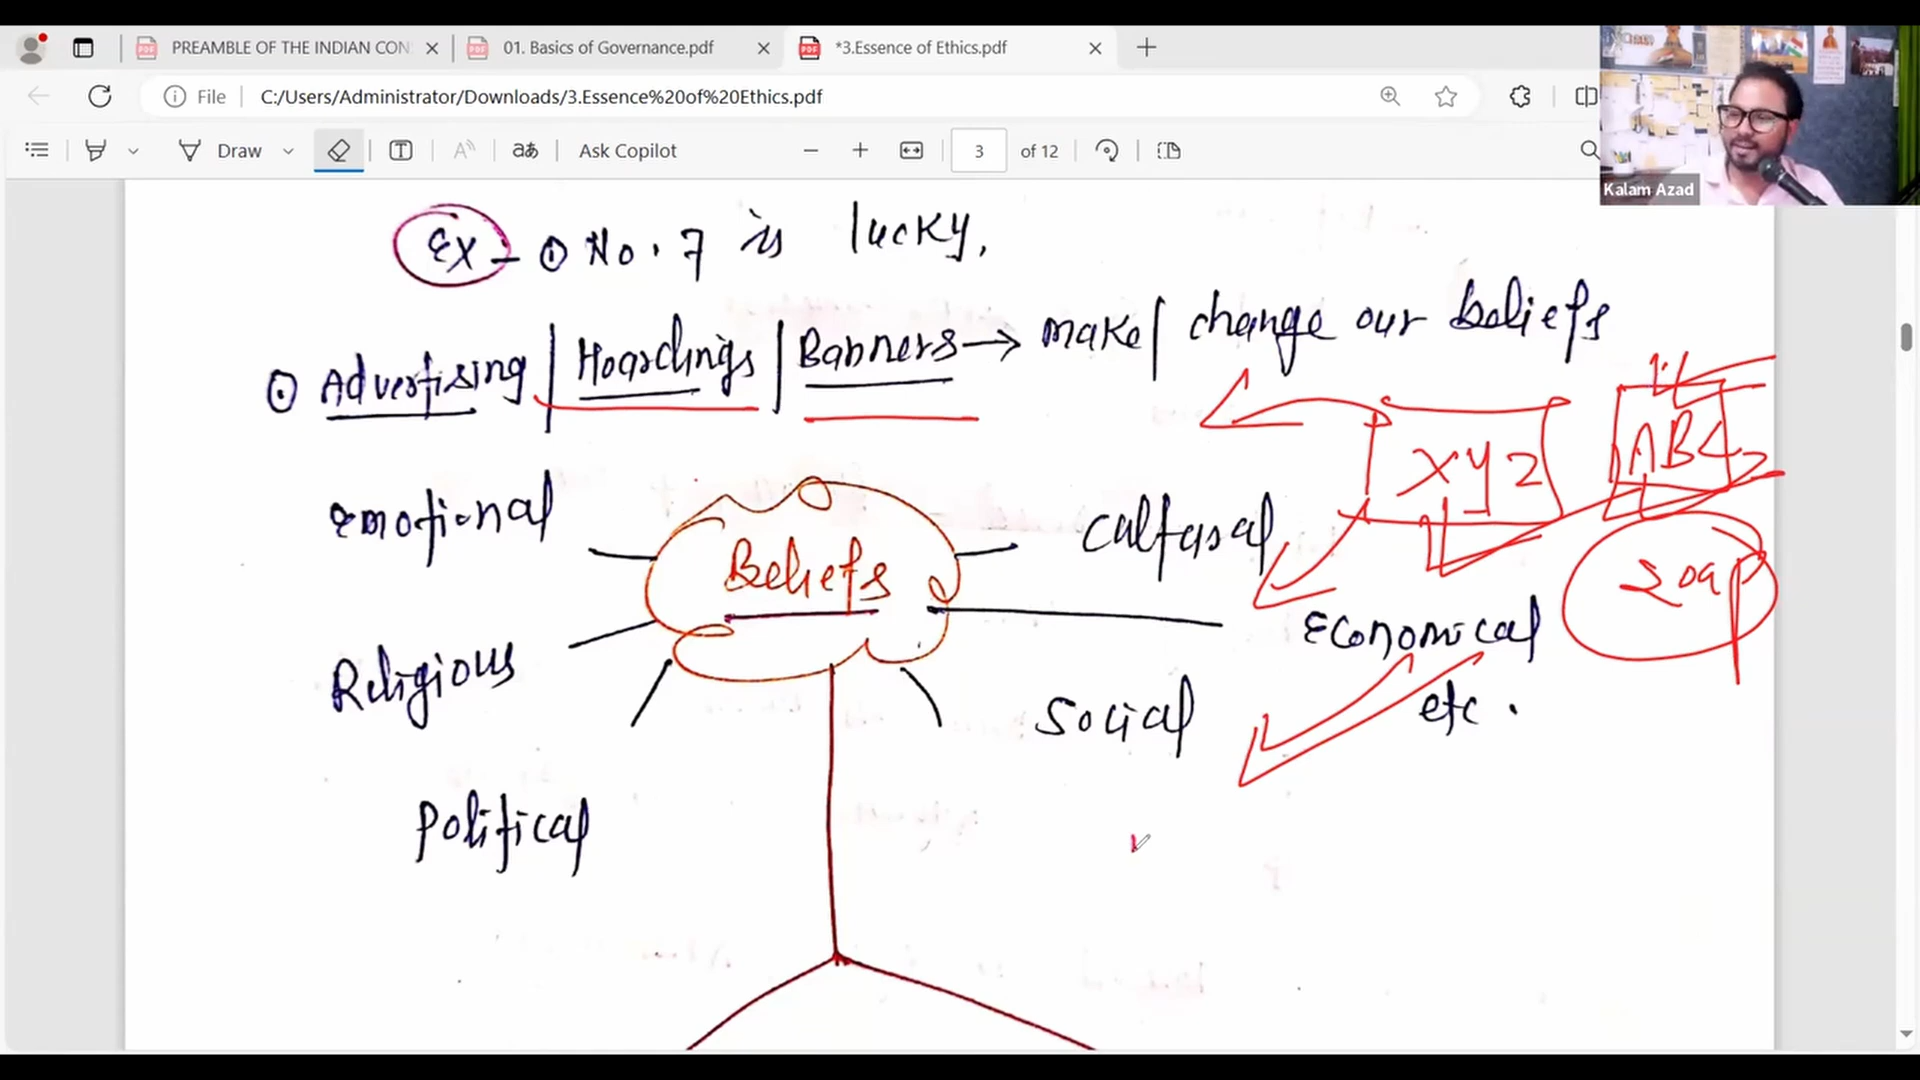 PREAMBLE OF THE INDIAN CON
01. Basics of Governance.pdf
*3.Essence of Ethics.pdf
File
C:/Users/Administrator/Downloads/3.Essence%20of%20Ethics.pdf
Draw
Ask Copilot
3
of 12
Kalam Azad
Ex - ① No. 7 is lucky.
⊙ Advertising | Hoardings | Banners → make | change our beliefs
XYZ
ABC
Soap
Emotional
Beliefs
Cultural
Religious
Economical
etc.
Social
Political